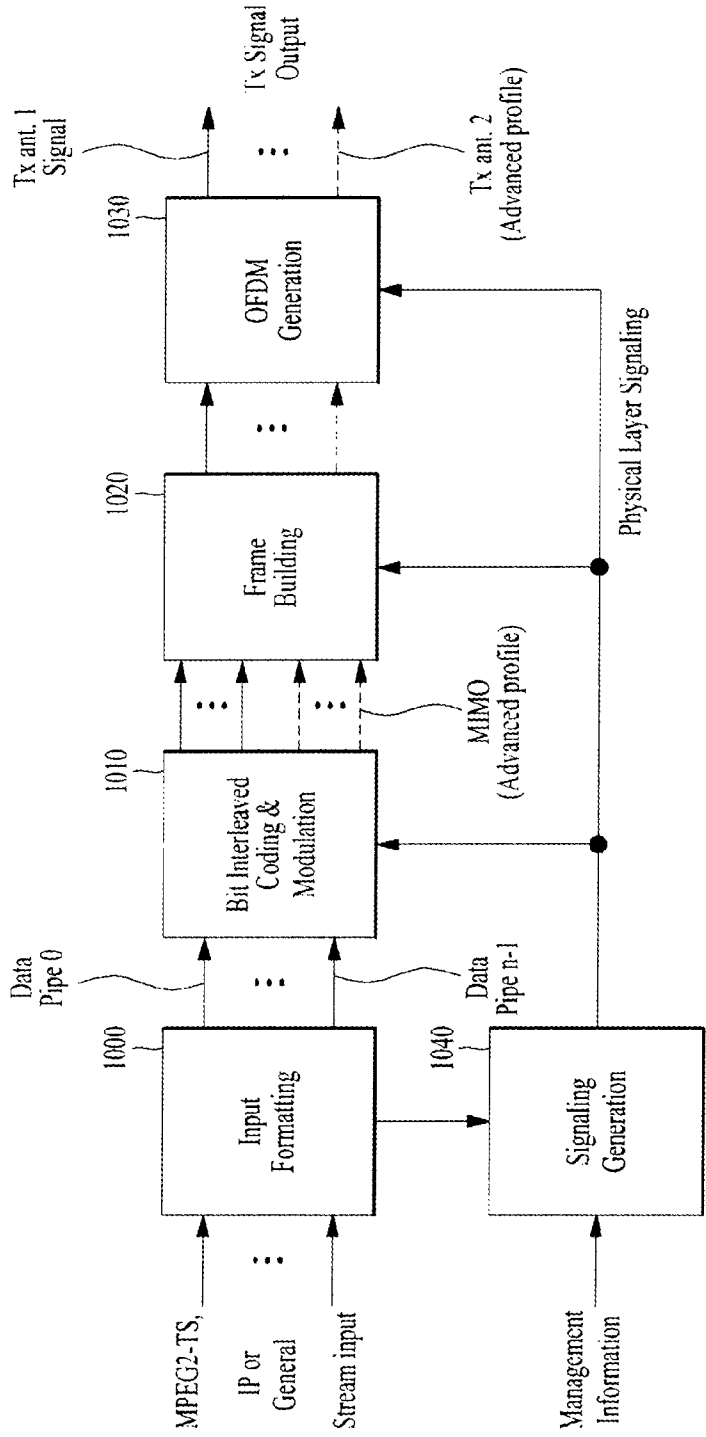 MPEG2-TS,
IP or
General
Stream input
1000
Input
Formatting
Data
Pipe 0
Data
Pipe n-1
1010
Bit Interleaved
Coding &
Modulation
MIMO
(Advanced profile)
1020
Frame
Building
1030
OFDM
Generation
Tx ant. 1
Signal
Tx Signal
Output
Tx ant. 2
(Advanced profile)
Management
Information
1040
Signaling
Generation
Physical Layer Signaling